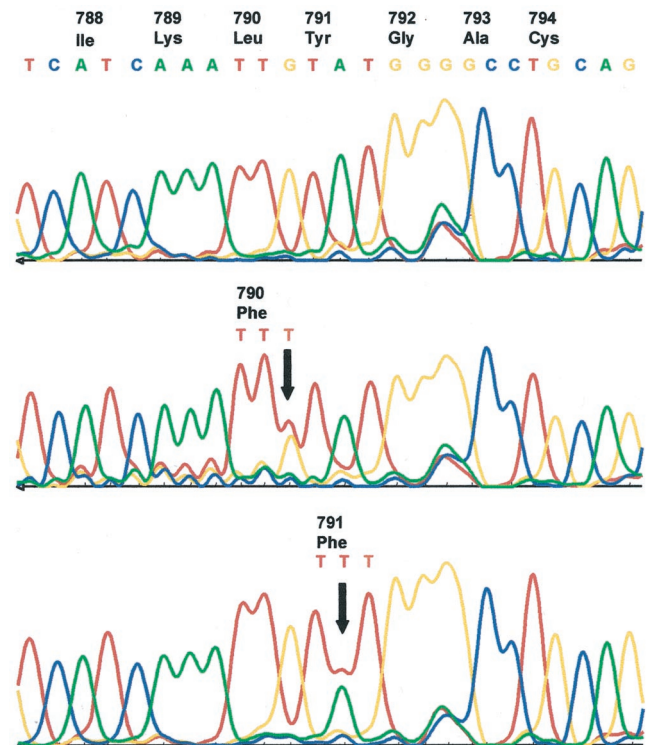 788 789 790 791 792 793 794
Ile Lys Leu Tyr Gly Ala Cys
T C A T C A A A T T G T A T G G G G C C T G C A G
790
Phe
T T T
791
Phe
T T T